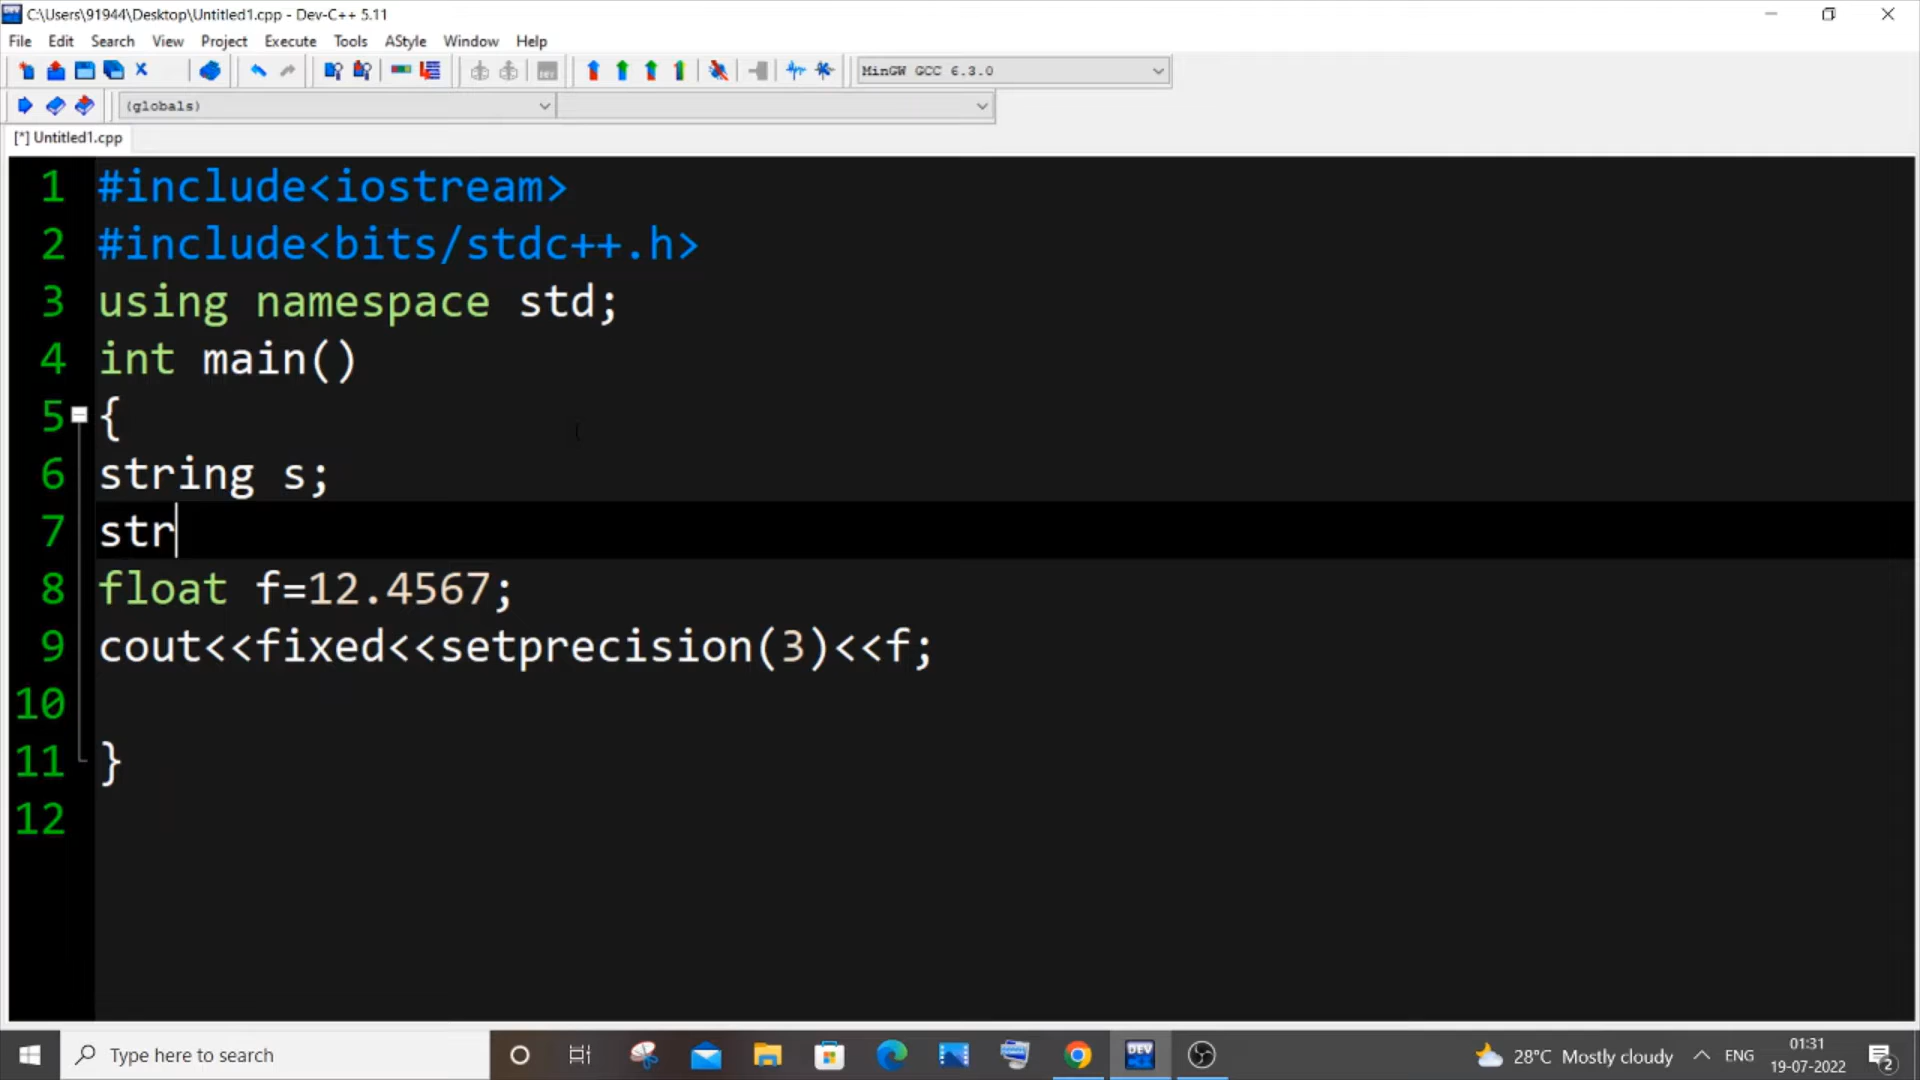 C:\Users\91944\Desktop\Untitled1.cpp - Dev-C++ 5.11
File Edit Search View Project Execute Tools AStyle Window Help
MinGW GCC 6.3.0
(globals)
[*] Untitled1.cpp
1 #include<iostream>
2 #include<bits/stdc++.h>
3 using namespace std;
4 int main()
5 {
6 string s;
7 str
8 float f=12.4567;
9 cout<<fixed<<setprecision(3)<<f;
10
11 }
12
Type here to search
DEV
28°C Mostly cloudy
ENG
01:31
19-07-2022
2